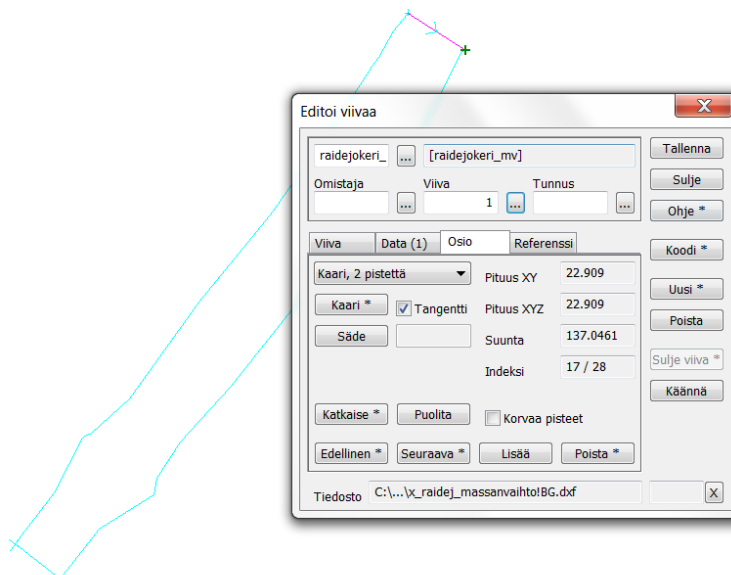 Editoi viivaa
X
raidejokeri_ ... [raidejokeri_mv]
Tallenna
Omistaja Viiva Tunnus
Sulje
... 1 ... ...
Ohje *
Viiva Data (1) Osio Referenssi
Koodi *
Kaari, 2 pistettä Pituus XY 22.909
Uusi *
Kaari * Tangentti Pituus XYZ 22.909
Poista
Säde Suunta 137.0461
Sulje viiva *
Indeksi 17 / 28
Käännä
Katkaise * Puolita Korvaa pisteet
Edellinen * Seuraava * Lisää Poista *
Tiedosto C:\...\x_raidej_massanvaihto!BG.dxf X